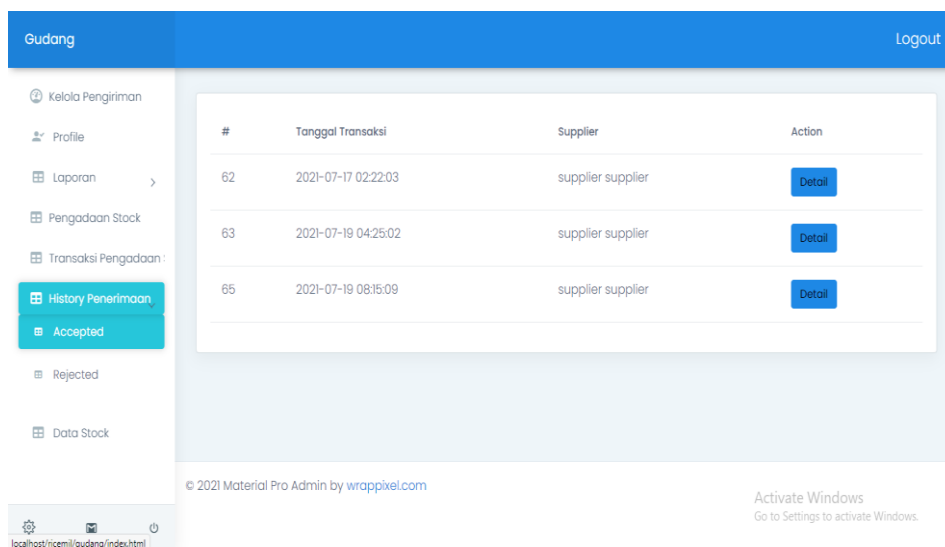 Gudang
Logout
Kelola Pengiriman
Profile
Laporan
Pengadaan Stock
Transaksi Pengadaan
History Penerimaan
Accepted
Rejected
Data Stock
# Tanggal Transaksi Supplier Action
62 2021-07-17 02:22:03 supplier supplier Detail
63 2021-07-19 04:25:02 supplier supplier Detail
65 2021-07-19 08:15:09 supplier supplier Detail
© 2021 Material Pro Admin by wrappixel.com
Activate Windows
Go to Settings to activate Windows.
localhost/ricemil/gudang/index.html